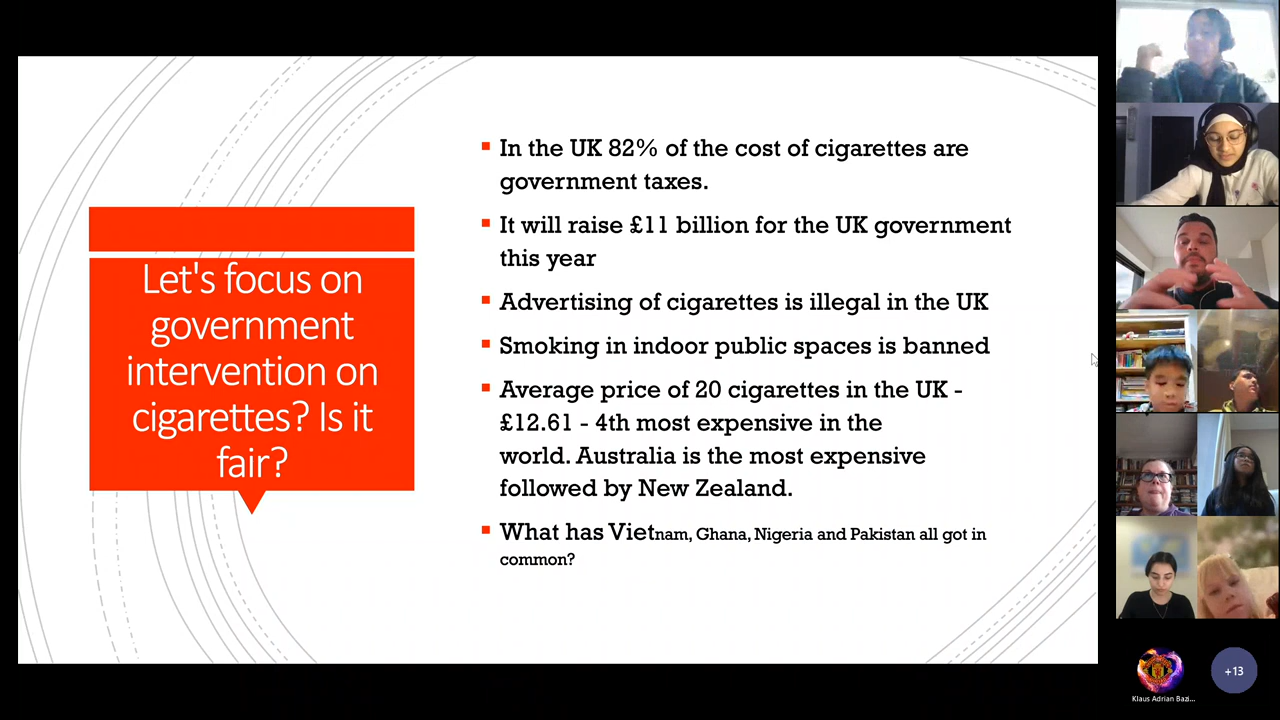 Let's focus on
government
intervention on
cigarettes? Is it
fair?
In the UK 82% of the cost of cigarettes are
government taxes.
It will raise £11 billion for the UK government
this year
Advertising of cigarettes is illegal in the UK
Smoking in indoor public spaces is banned
Average price of 20 cigarettes in the UK -
£12.61 - 4th most expensive in the
world. Australia is the most expensive
followed by New Zealand.
What has Vietnam, Ghana, Nigeria and Pakistan all got in
common?
Klaus Adrian Bazi...
+13